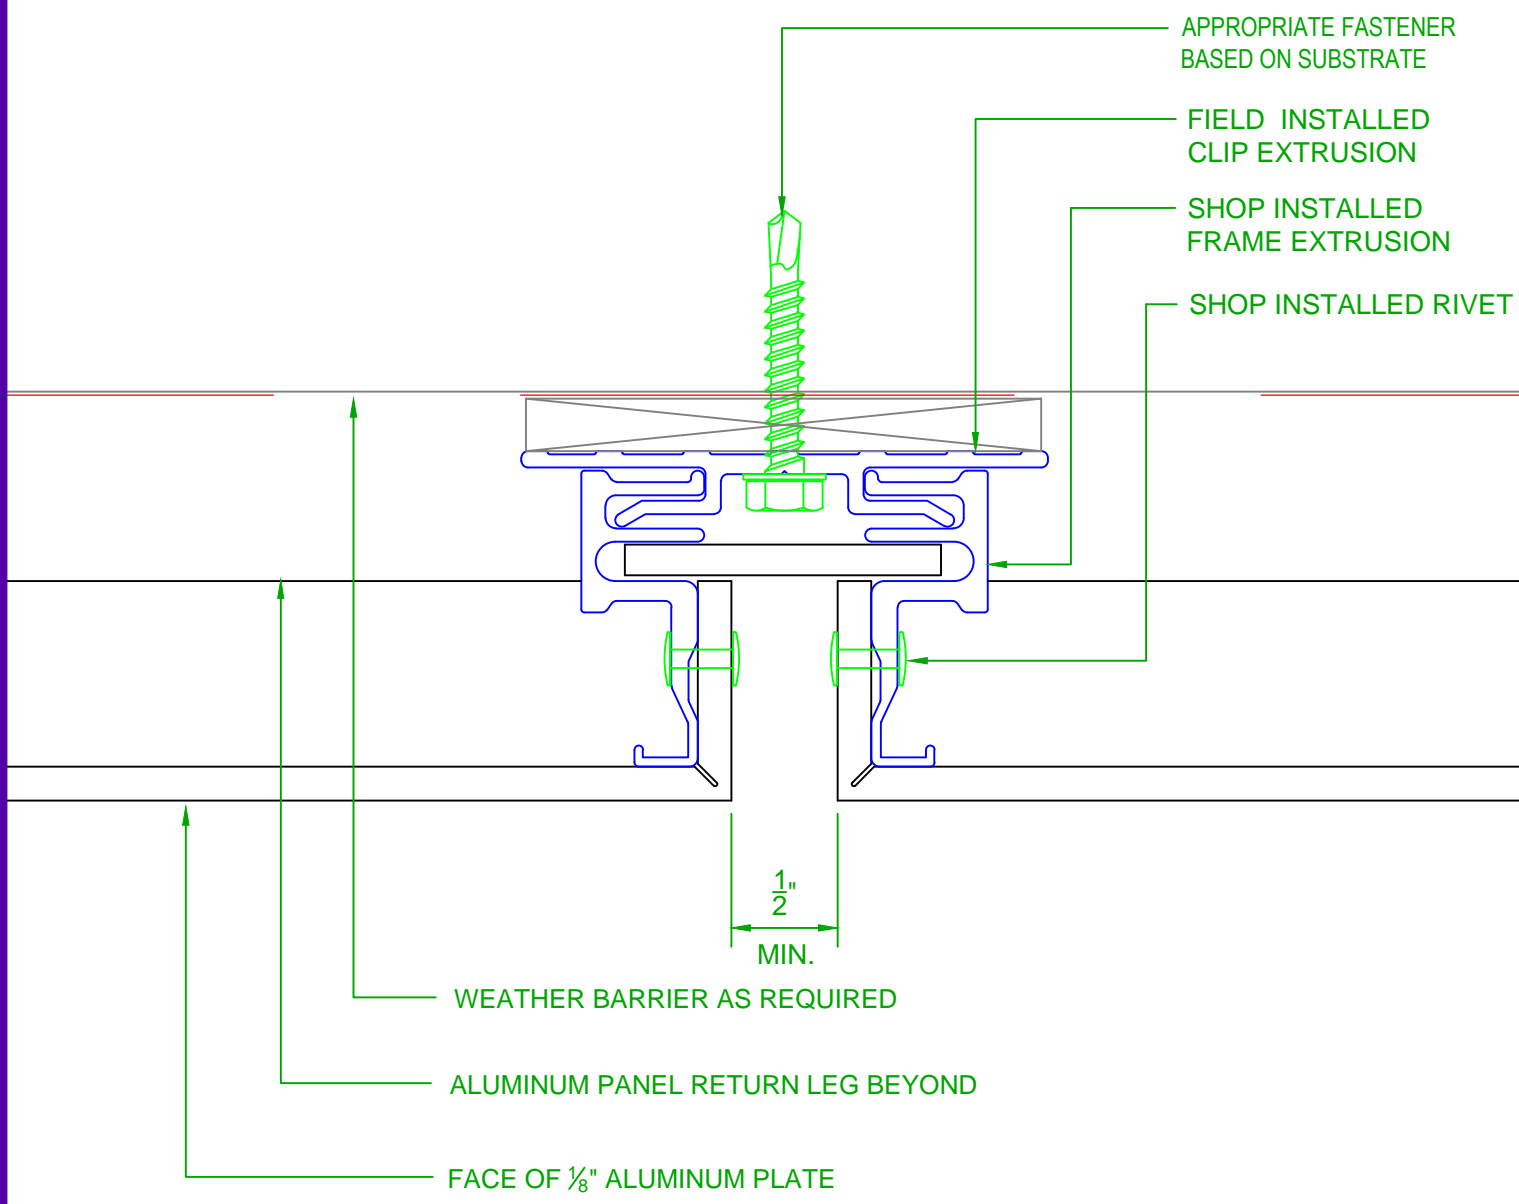 APPROPRIATE FASTENER
BASED ON SUBSTRATE
FIELD INSTALLED
CLIP EXTRUSION
SHOP INSTALLED
FRAME EXTRUSION
SHOP INSTALLED RIVET
1/2"
MIN.
WEATHER BARRIER AS REQUIRED
ALUMINUM PANEL RETURN LEG BEYOND
FACE OF 1/8" ALUMINUM PLATE